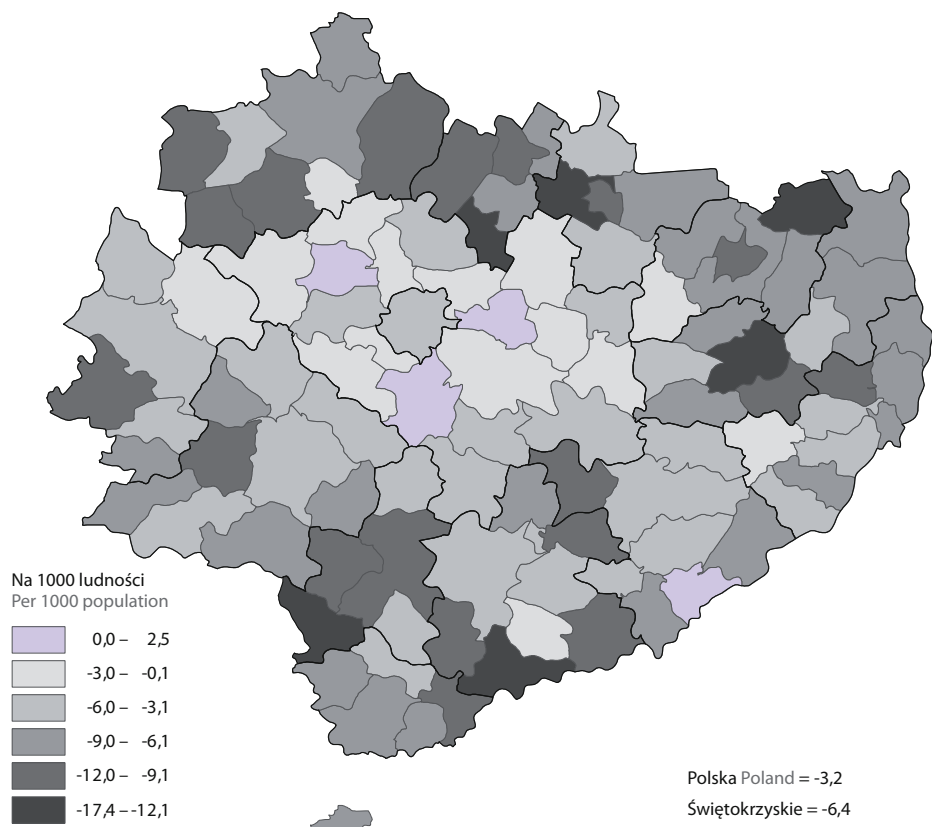 Na 1000 ludności
Per 1000 population
0,0 – 2,5
-3,0 – -0,1
-6,0 – -3,1
-9,0 – -6,1
-12,0 – -9,1
-17,4 – -12,1
Polska Poland = -3,2
Świętokrzyskie = -6,4